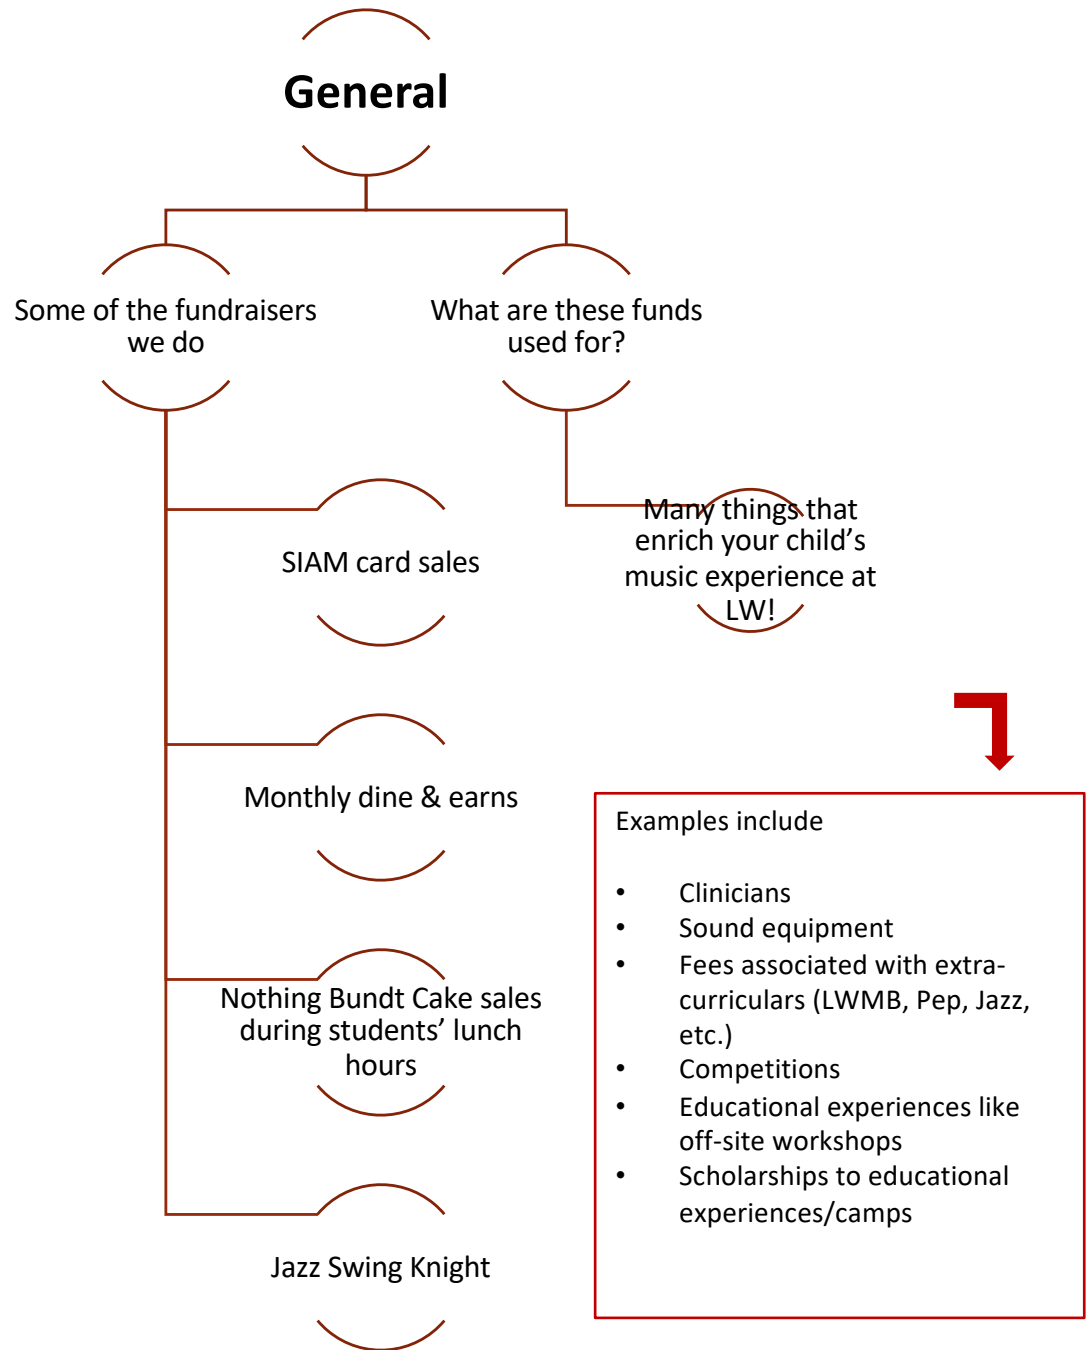 General
Some of the fundraisers
we do
What are these funds
used for?
SIAM card sales
Monthly dine & earns
Nothing Bundt Cake sales
during students’ lunch
hours
Jazz Swing Knight
Many things that
enrich your child’s
music experience at
LW!
Examples include
• Clinicians
• Sound equipment
• Fees associated with extra-
curriculars (LWMB, Pep, Jazz,
etc.)
• Competitions
• Educational experiences like
off-site workshops
• Scholarships to educational
experiences/camps